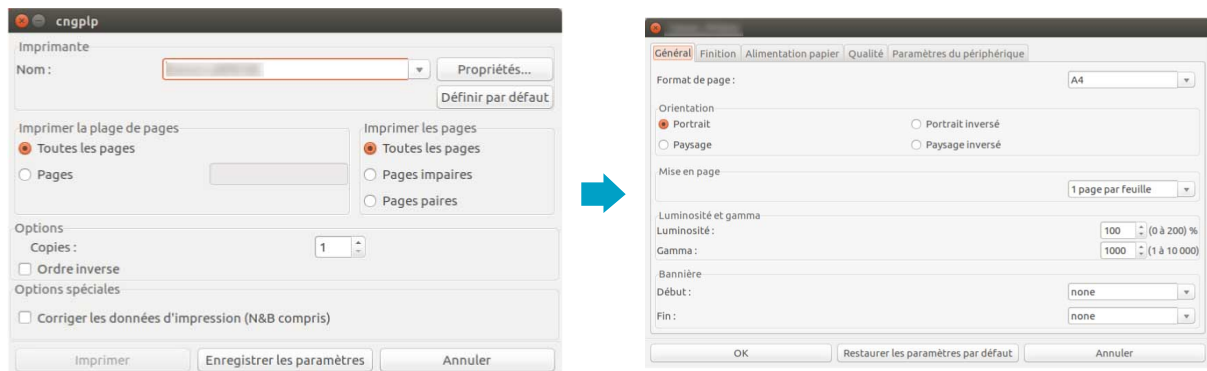 cngplp
Imprimante
Nom :
Propriétés...
Définir par défaut
Imprimer la plage de pages
Toutes les pages
Pages
Imprimer les pages
Toutes les pages
Pages impaires
Pages paires
Options
Copies :
1
Ordre inverse
Options spéciales
Corriger les données d'impression (N&B compris)
Imprimer
Enregistrer les paramètres
Annuler
Général Finition Alimentation papier Qualité Paramètres du périphérique
Format de page :
A4
Orientation
Portrait
Portrait inversé
Paysage
Paysage inversé
Mise en page
1 page par feuille
Luminosité et gamma
Luminosité :
100 (0 à 200) %
Gamma :
1000 (1 à 10 000)
Bannière
Début :
none
Fin :
none
OK
Restaurer les paramètres par défaut
Annuler